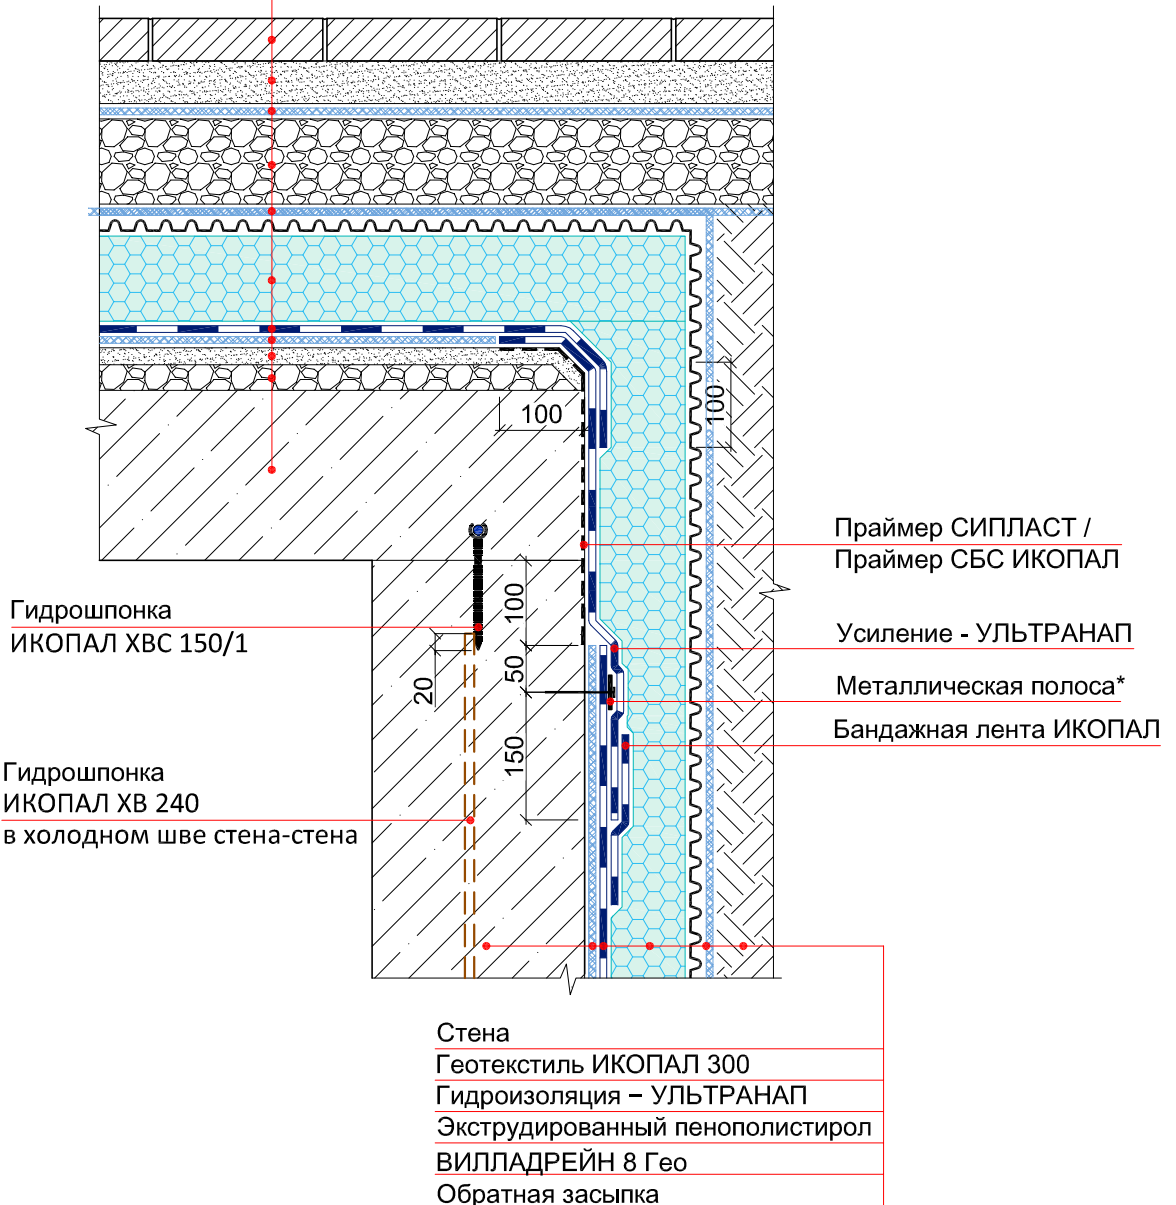 100
100
Праймер СИПЛАСТ /
Праймер СБС ИКОПАЛ
Гидрошпонка
ИКОПАЛ ХВС 150/1
100
Усиление - УЛЬТРАНАП
20
50
Металлическая полоса*
Бандажная лента ИКОПАЛ
150
Гидрошпонка
ИКОПАЛ ХВ 240
в холодном шве стена-стена
Стена
Геотекстиль ИКОПАЛ 300
Гидроизоляция – УЛЬТРАНАП
Экструдированный пенополистирол
ВИЛЛАДРЕЙН 8 Гео
Обратная засыпка